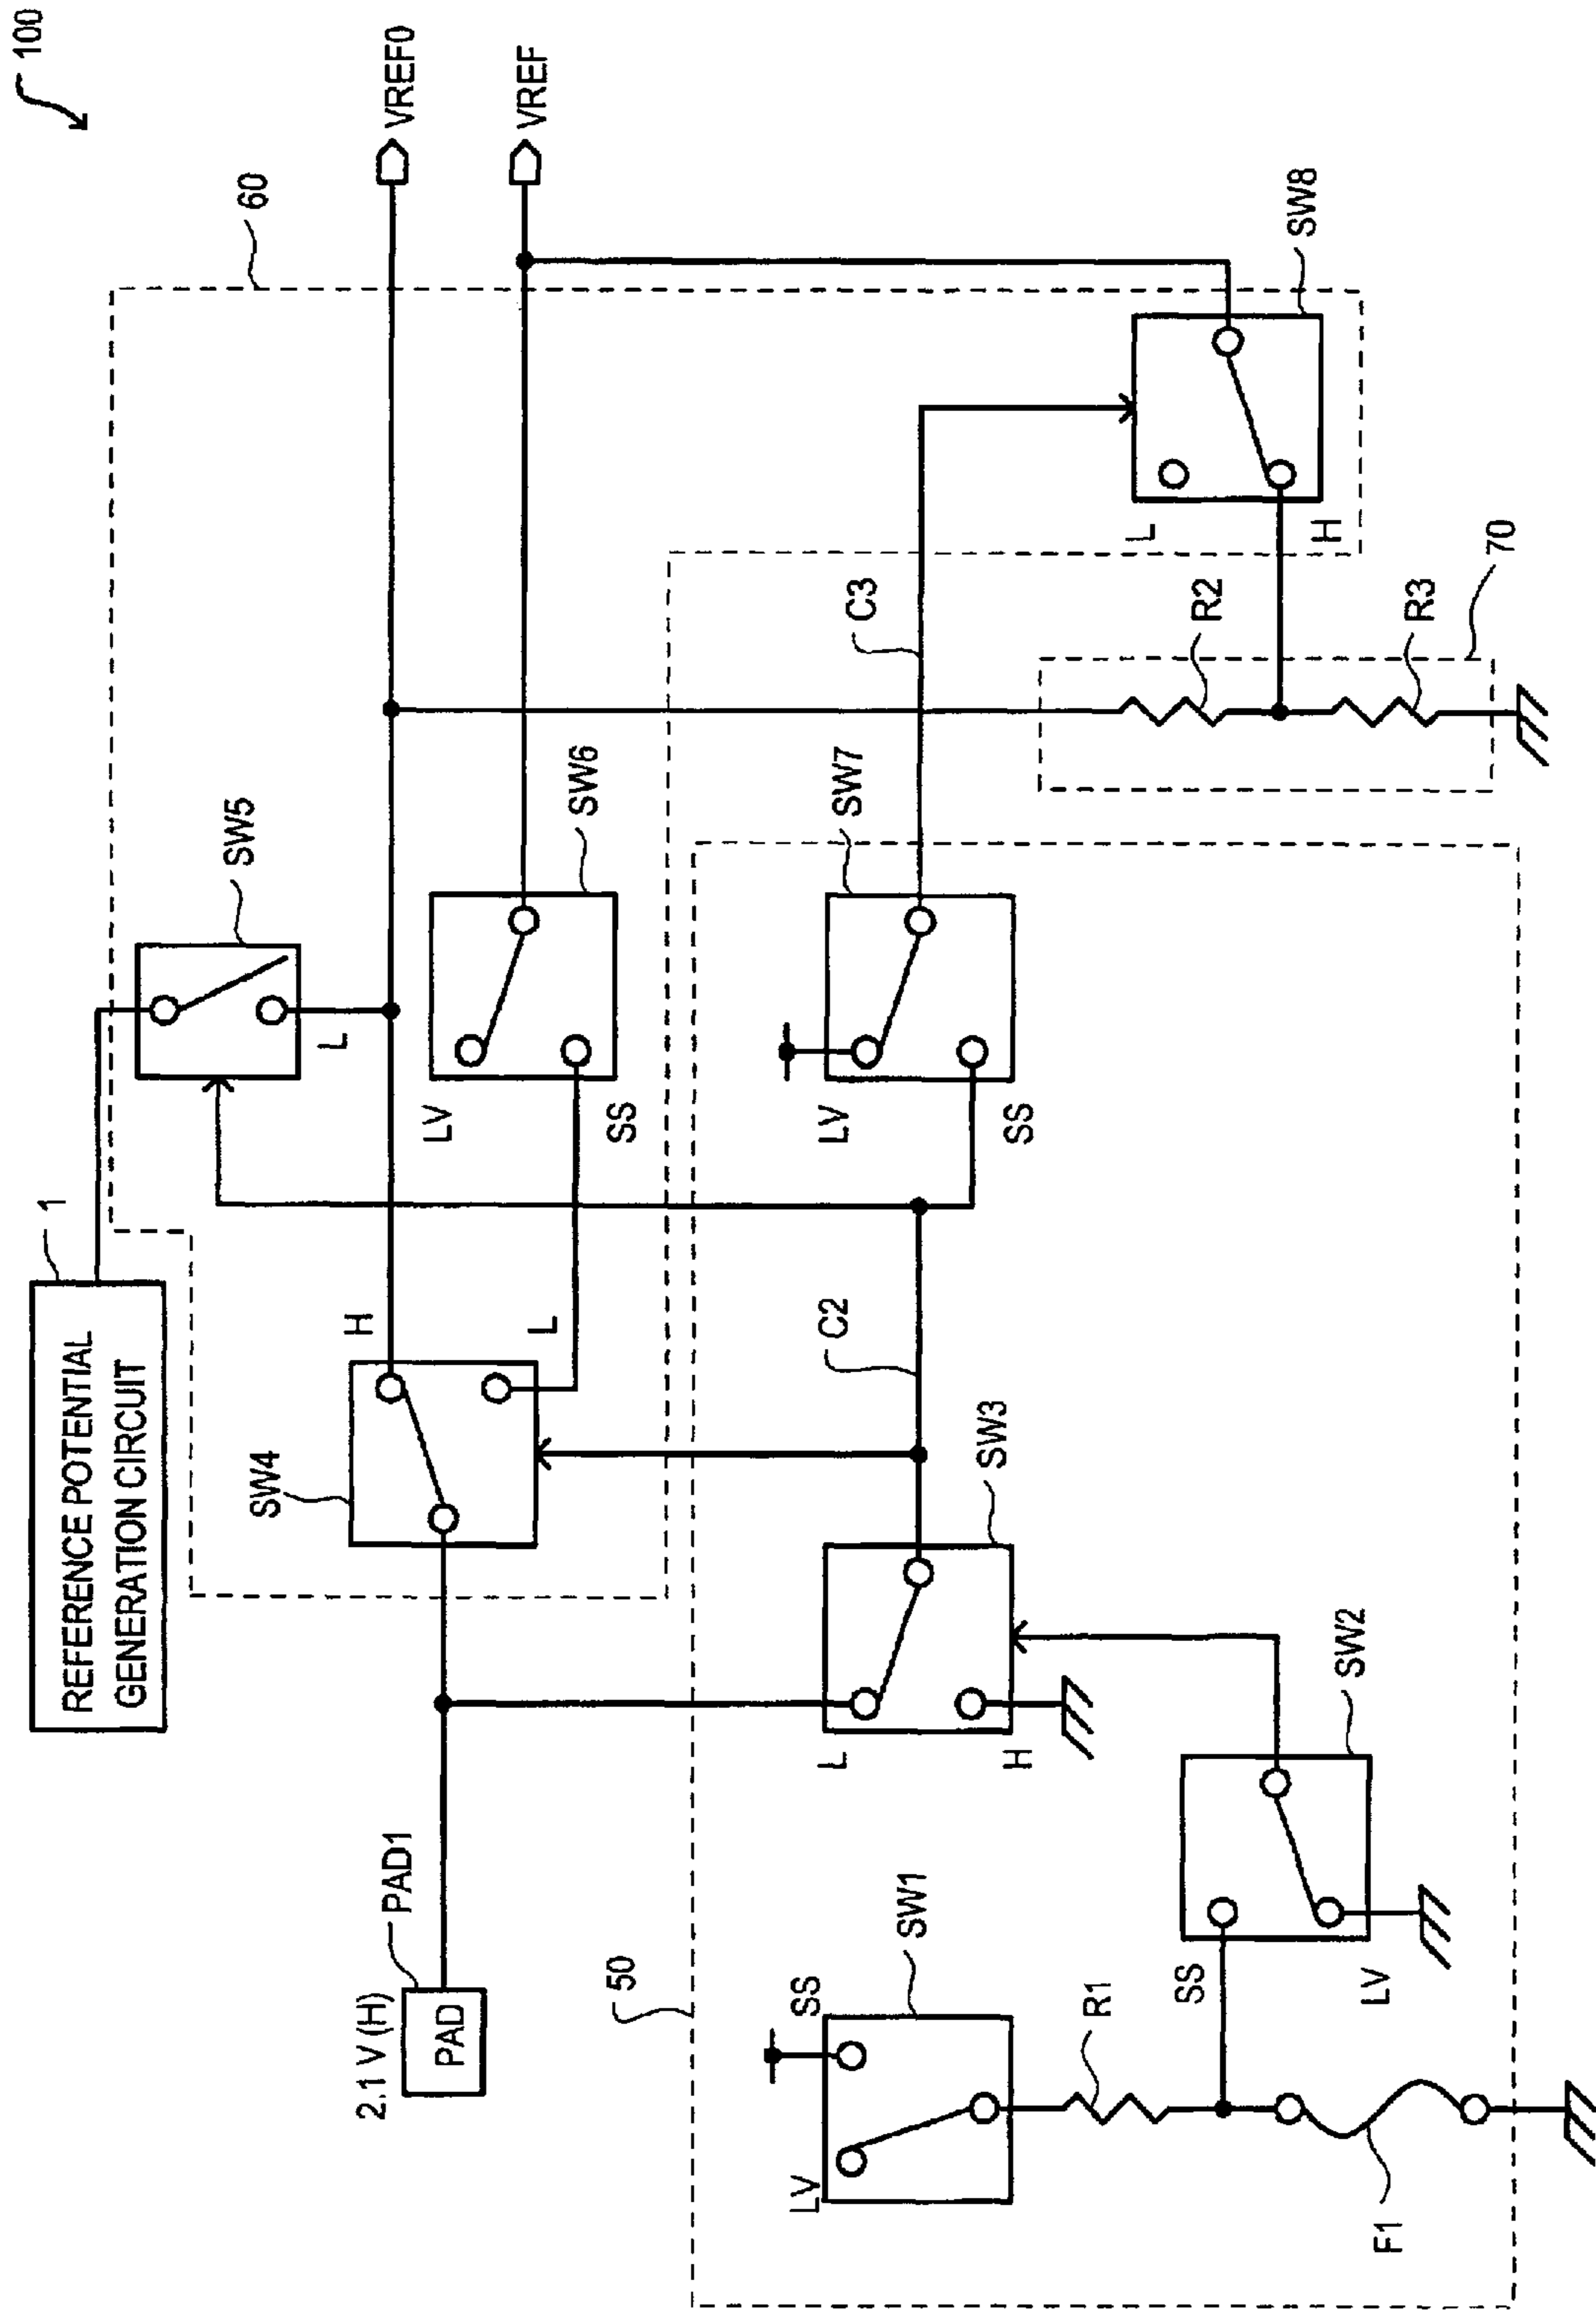 100
REFERENCE POTENTIAL
GENERATION CIRCUIT
1
SW5
60
L
VREF0
2.1 V (H)
PAD
PAD1
SW4
H
L
LV
SS
SW6
VREF
50
LV
SS
SW1
R1
F1
SS
LV
SW2
L
H
SW3
C2
LV
SS
SW7
C3
R2
R3
70
L
H
SW8